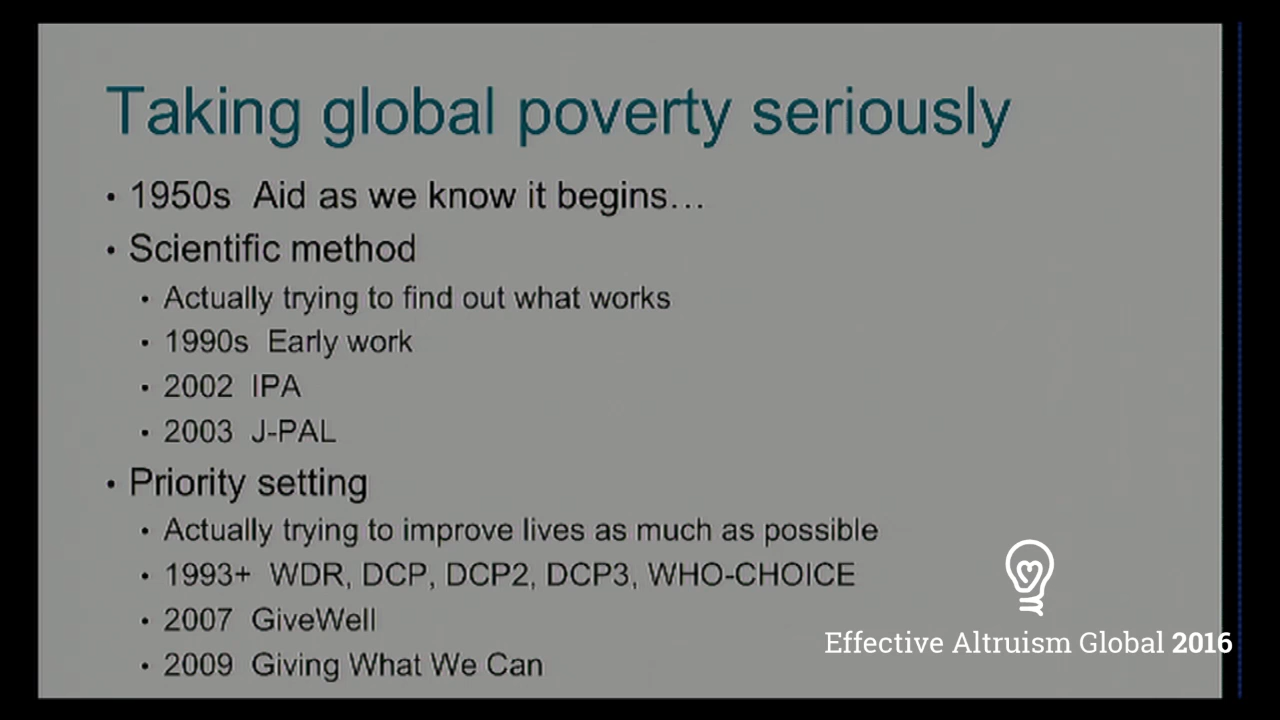 Taking global poverty seriously
• 1950s Aid as we know it begins…
• Scientific method
• Actually trying to find out what works
• 1990s Early work
• 2002 IPA
• 2003 J-PAL
• Priority setting
• Actually trying to improve lives as much as possible
• 1993+ WDR, DCP, DCP2, DCP3, WHO-CHOICE
• 2007 GiveWell
• 2009 Giving What We Can
Effective Altruism Global 2016